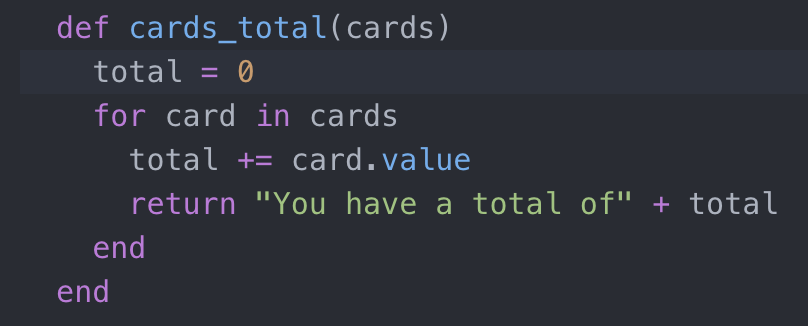 def cards_total(cards)
  total = 0
  for card in cards
    total += card.value
    return "You have a total of" + total
  end
end